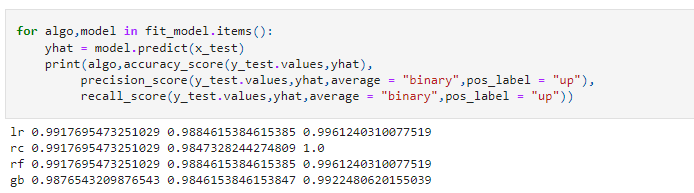 for algo,model in fit_model.items():
    yhat = model.predict(x_test)
    print(algo,accuracy_score(y_test.values,yhat),
         precision_score(y_test.values,yhat,average = "binary",pos_label = "up"),
         recall_score(y_test.values,yhat,average = "binary",pos_label = "up"))
lr 0.9917695473251029 0.9884615384615385 0.9961240310077519
rc 0.9917695473251029 0.9847328244274809 1.0
rf 0.9917695473251029 0.9884615384615385 0.9961240310077519
gb 0.9876543209876543 0.9846153846153847 0.9922480620155039